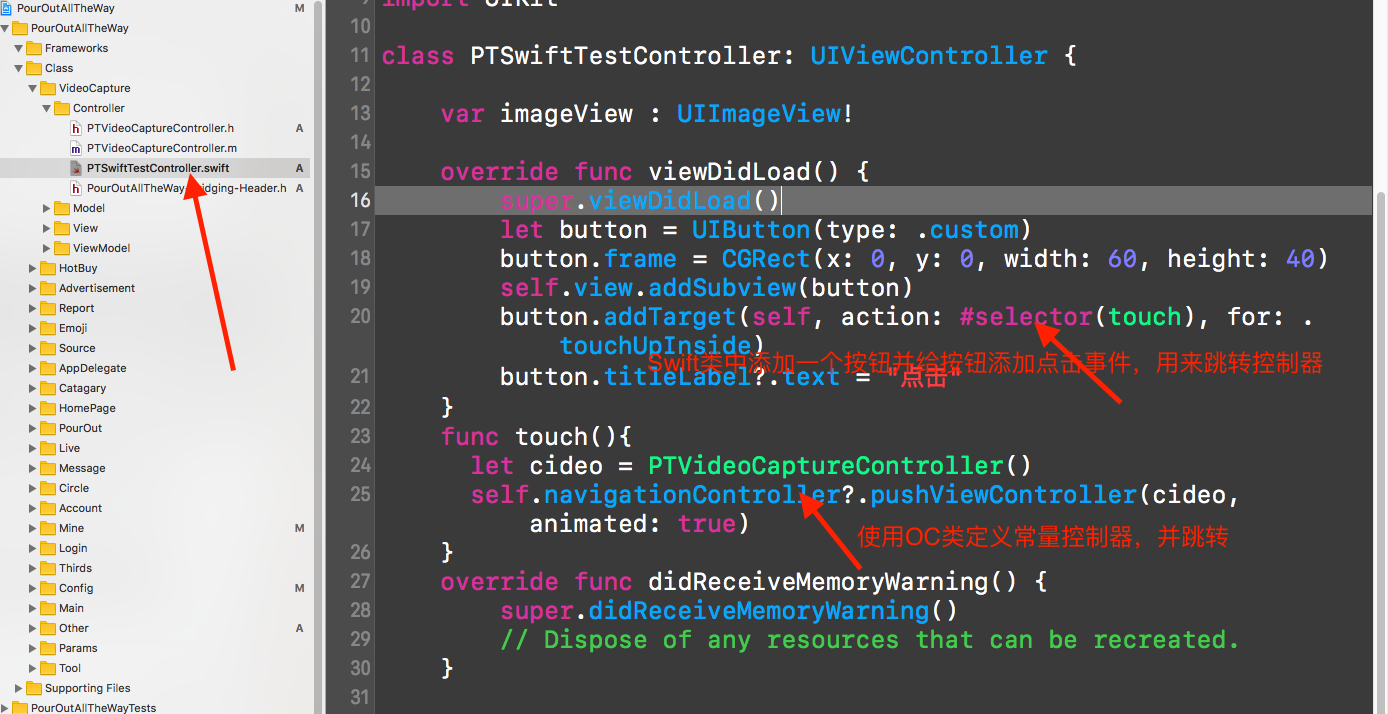 PourOutAllTheWay M
PourOutAllTheWay
Frameworks
Class
VideoCapture
Controller
PTVideoCaptureController.h A
PTVideoCaptureController.m
PTSwiftTestController.swift A
PourOutAllTheWay-Bridging-Header.h A
Model
View
ViewModel
HotBuy
Advertisement
Report
Emoji
Source
AppDelegate
Catagary
HomePage
PourOut
Live
Message
Circle
Account
Mine M
Login
Thirds
Config M
Main
Other A
Params
Tool
Supporting Files
PourOutAllTheWayTests
9 import UIKit
10
11 class PTSwiftTestController: UIViewController {
12
13 var imageView : UIImageView!
14
15 override func viewDidLoad() {
16 super.viewDidLoad()
17 let button = UIButton(type: .custom)
18 button.frame = CGRect(x: 0, y: 0, width: 60, height: 40)
19 self.view.addSubview(button)
20 button.addTarget(self, action: #selector(touch), for: .
touchUpInside)
Swift类中添加一个按钮并给按钮添加点击事件，用来跳转控制器
21 button.titleLabel?.text = "点击"
22 }
23 func touch(){
24 let cideo = PTVideoCaptureController()
25 self.navigationController?.pushViewController(cideo,
animated: true)
使用OC类定义常量控制器，并跳转
26 }
27 override func didReceiveMemoryWarning() {
28 super.didReceiveMemoryWarning()
29 // Dispose of any resources that can be recreated.
30 }
31